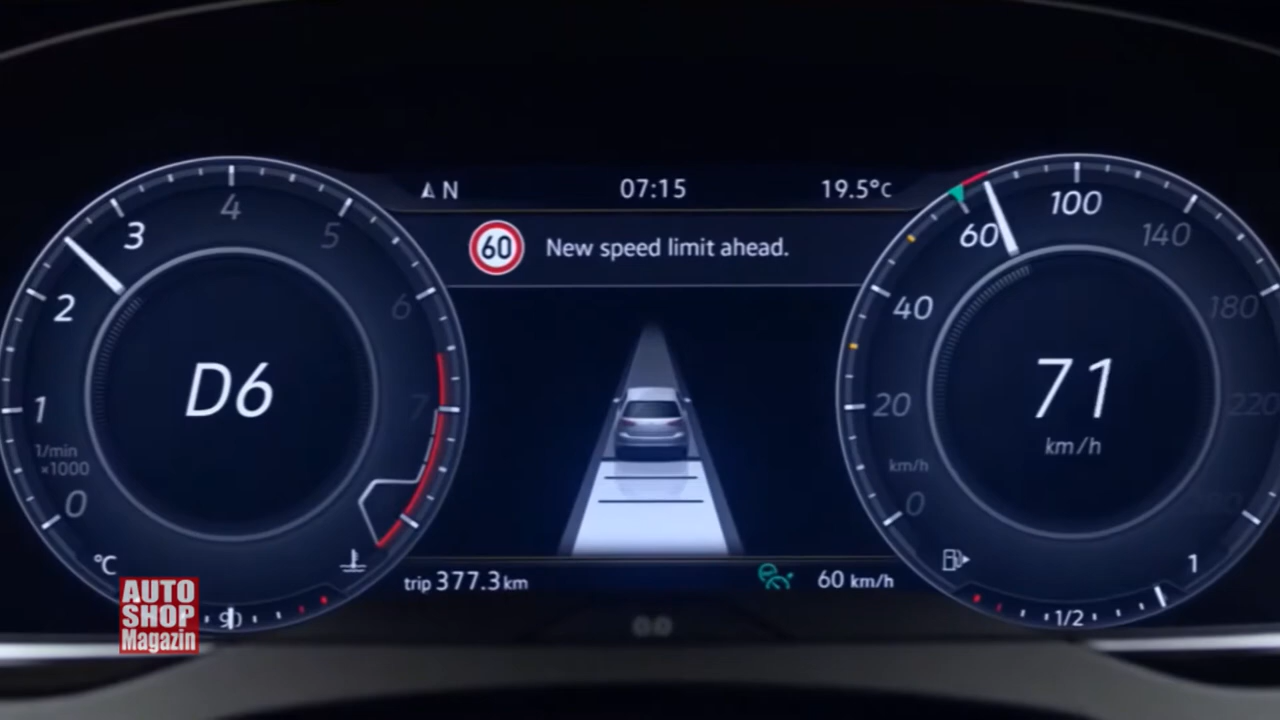 N
07:15
19.5°C
60 New speed limit ahead.
0
1
2
3
4
5
6
7
1/min
×1000
D6
0
20
40
60
100
140
180
220
km/h
71
km/h
°C
90
trip 377.3 km
60 km/h
0.0
1/2
1
AUTO
SHOP
Magazin